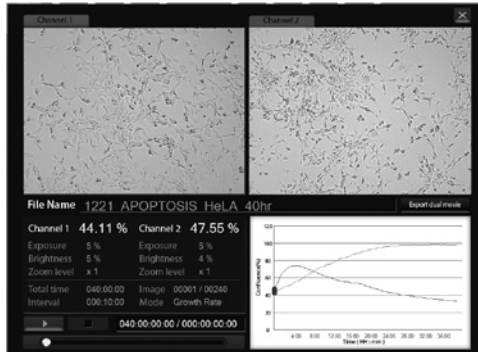 Channel 1
Channel 2
File Name 1221_APOPTOSIS_HeLA_40hr
Export dual movie
Channel 1 44.11 % Channel 2 47.55 %
Exposure 5 % Exposure 5 %
Brightness 5 % Brightness 4 %
Zoom level x 1 Zoom level x 1
Total time 040:00:00 Image 00001 / 00240
Interval 000:10:00 Mode Growth Rate
040:00:00:00 / 000:00:00:00
Confluence(%)
120
100
80
60
40
20
0
4:00 8:00 12:00 16:00 20:00 24:00 28:00 32:00 36:00
Time ( HH : mm )